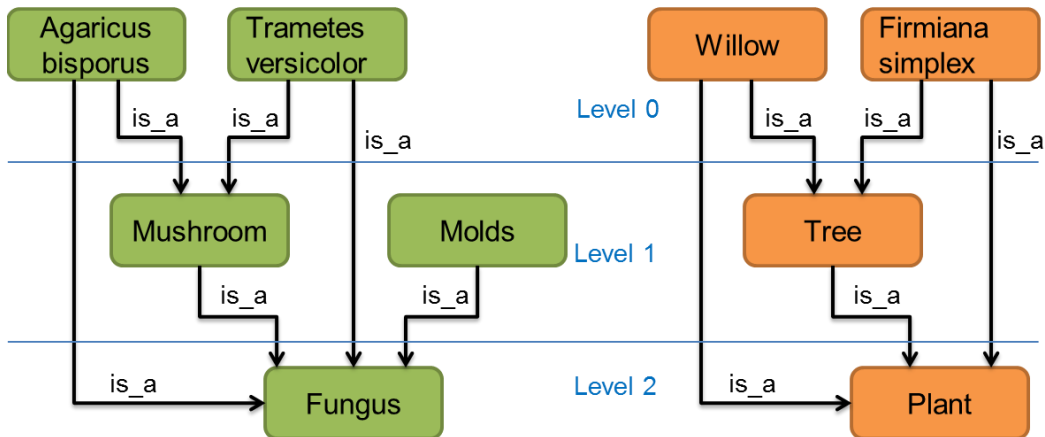 Agaricus
bisporus
Trametes
versicolor
Willow
Firmiana
simplex
Level 0
is_a
is_a
is_a
is_a
is_a
is_a
Mushroom
Molds
Level 1
Tree
is_a
is_a
is_a
Level 2
is_a
Fungus
is_a
Plant